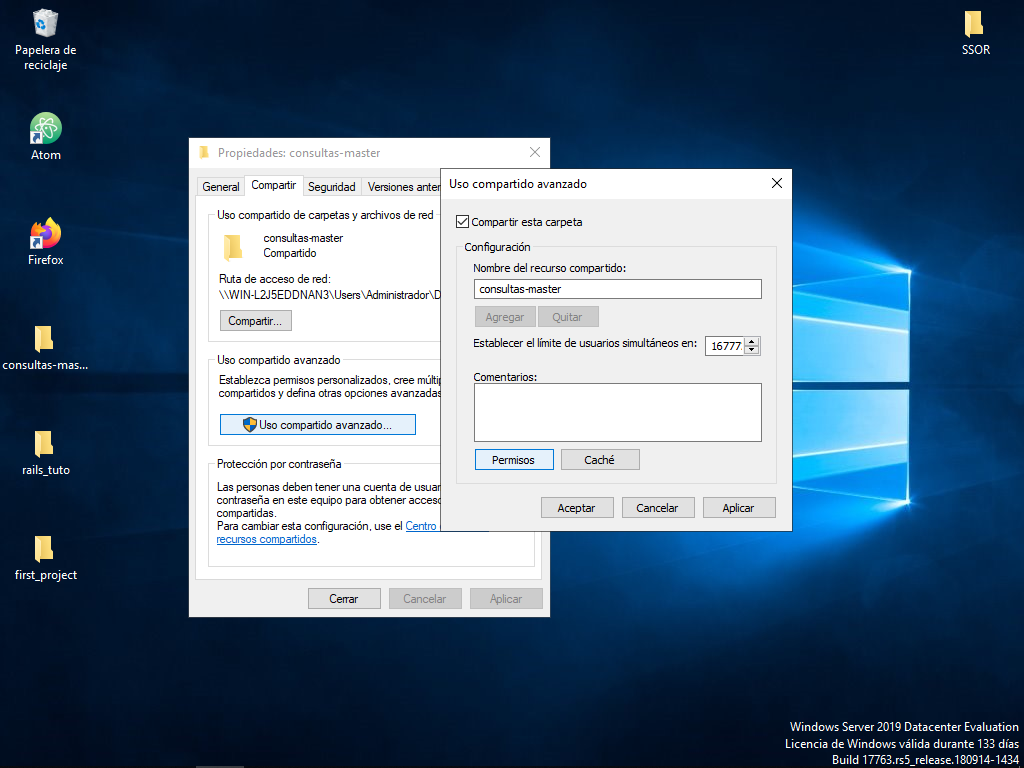 Papelera de
reciclaje
Atom
Firefox
consultas-mas...
rails_tuto
first_project
SSOR
Propiedades: consultas-master
General
Compartir
Seguridad
Versiones anter
Uso compartido de carpetas y archivos de red
consultas-master
Compartido
Ruta de acceso de red:
\\WIN-L2J5EDDNAN3\Users\Administrador\D
Compartir...
Uso compartido avanzado
Establezca permisos personalizados, cree múltip
compartidos y defina otras opciones avanzadas
Uso compartido avanzado...
Protección por contraseña
Las personas deben tener una cuenta de usuar
contraseña en este equipo para obtener acceso
compartidas.
Para cambiar esta configuración, use el Centro
recursos compartidos.
Cerrar
Cancelar
Aplicar
Uso compartido avanzado
Compartir esta carpeta
Configuración
Nombre del recurso compartido:
consultas-master
Agregar
Quitar
Establecer el límite de usuarios simultáneos en:
16777
Comentarios:
Permisos
Caché
Aceptar
Cancelar
Aplicar
Windows Server 2019 Datacenter Evaluation
Licencia de Windows válida durante 133 días
Build 17763.rs5_release.180914-1434